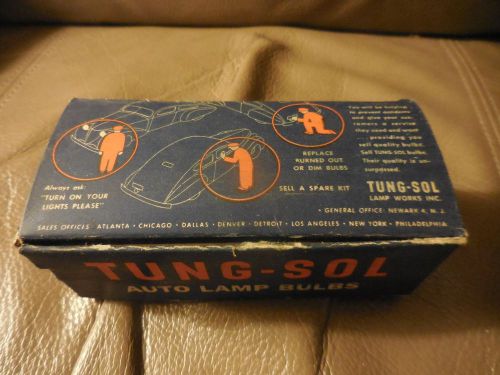 You will be helping
to prevent accidents
and give your cus-
tomers a service
they need and want
- providing you
sell quality bulbs.
Sell TUNG-SOL bulbs.
Their quality is un-
surpassed.
REPLACE
BURNED OUT
OR DIM BULBS
SELL A SPARE KIT
Always ask:
"TURN ON YOUR
LIGHTS PLEASE"
TUNG-SOL
LAMP WORKS INC.
• GENERAL OFFICE: NEWARK 4, N. J.
SALES OFFICES ATLANTA • CHICAGO • DALLAS • DENVER • DETROIT • LOS ANGELES • NEW YORK • PHILADELPHIA
TUNG-SOL
AUTO LAMP BULBS